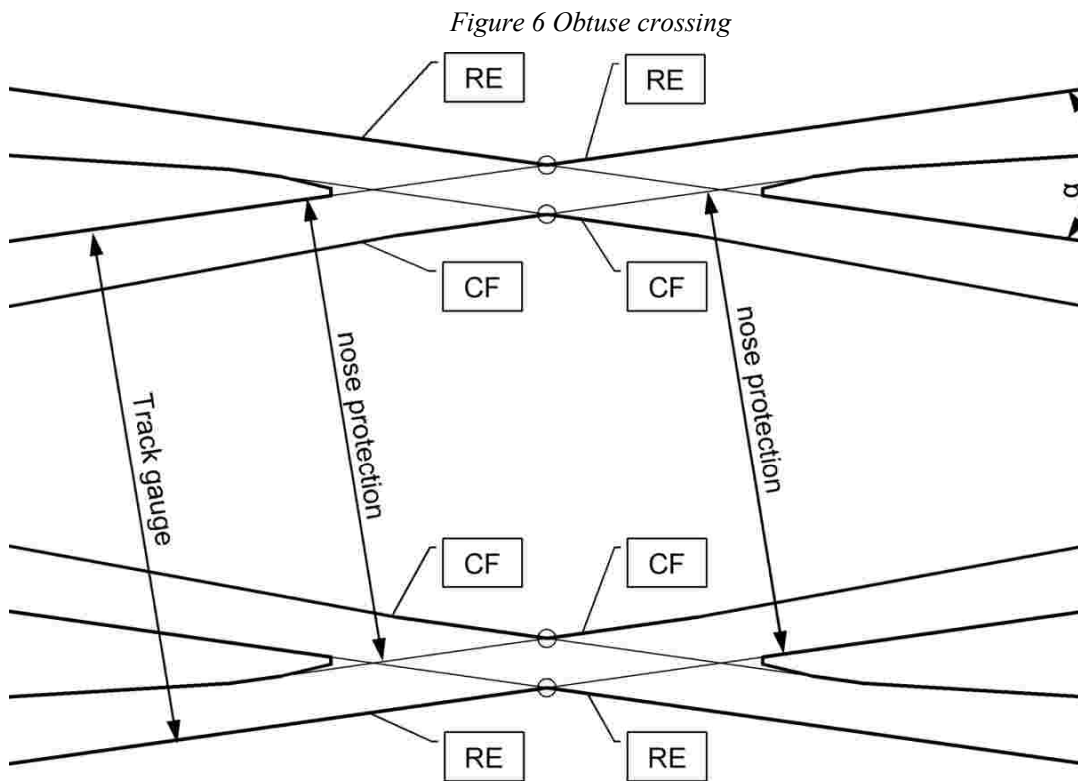 Figure 6 Obtuse crossing
RE
RE
α
CF
CF
Track gauge
nose protection
nose protection
CF
CF
RE
RE